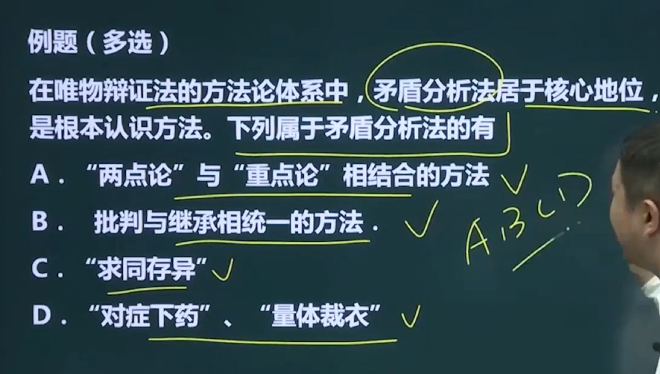 例题（多选）
在唯物辩证法的方法论体系中，矛盾分析法居于核心地位，
是根本认识方法。下列属于矛盾分析法的有
A．“两点论”与“重点论”相结合的方法
B． 批判与继承相统一的方法．
C．“求同存异”
D．“对症下药”、“量体裁衣”
ABCD